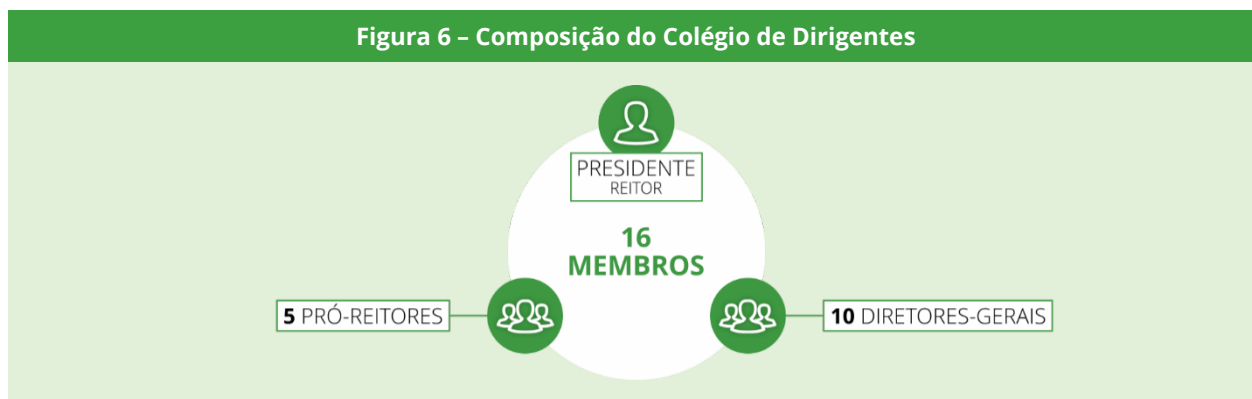 Figura 6 – Composição do Colégio de Dirigentes
PRESIDENTE
REITOR
16
MEMBROS
5 PRÓ-REITORES
10 DIRETORES-GERAIS